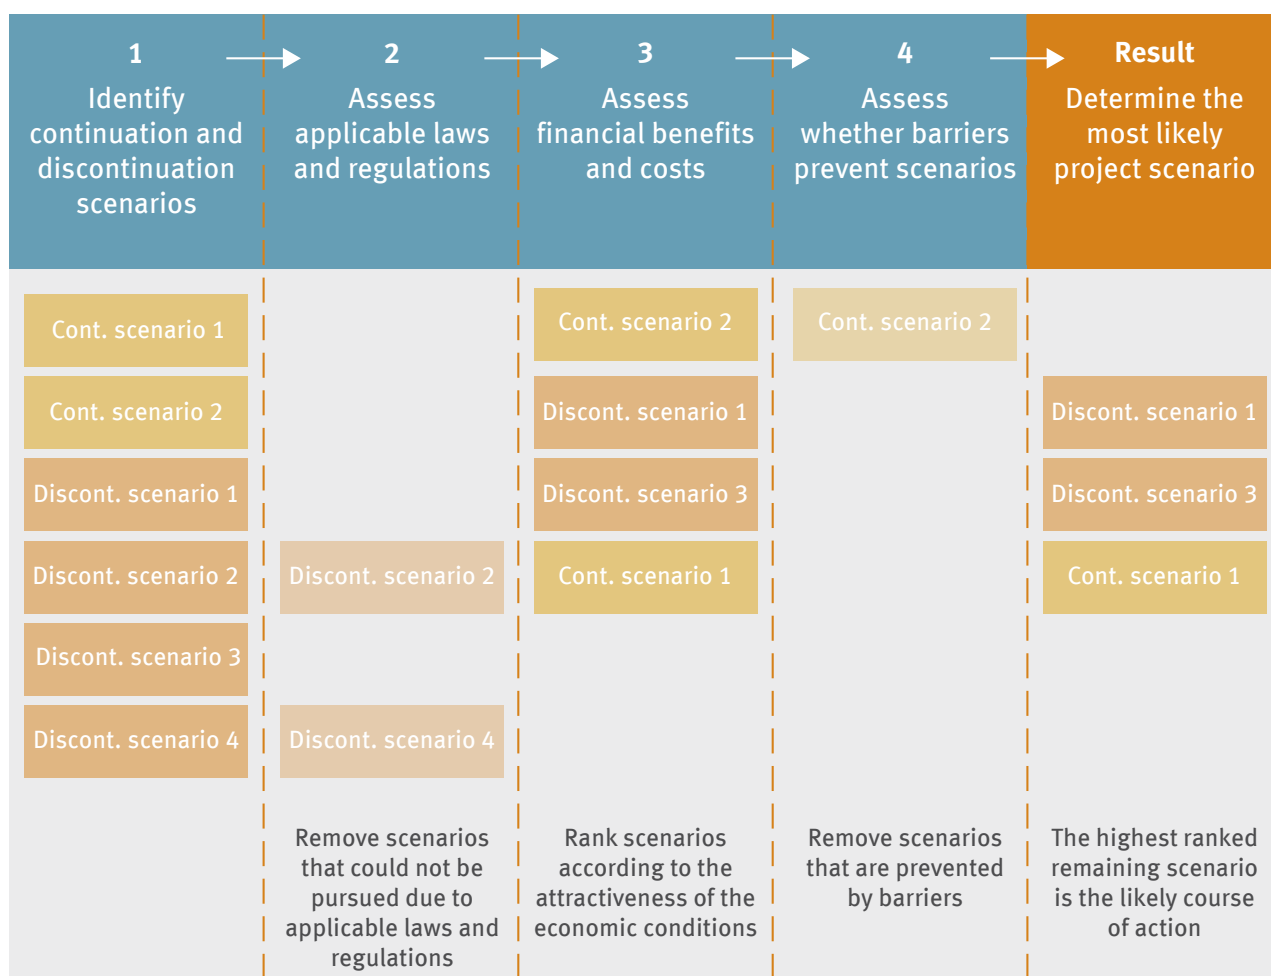 1
Identify
continuation and
discontinuation
scenarios
2
Assess
applicable laws
and regulations
3
Assess
financial benefits
and costs
4
Assess
whether barriers
prevent scenarios
Result
Determine the
most likely
project scenario
Cont. scenario 1
Cont. scenario 2
Discont. scenario 1
Discont. scenario 2
Discont. scenario 3
Discont. scenario 4
Discont. scenario 2
Discont. scenario 4
Remove scenarios
that could not be
pursued due to
applicable laws and
regulations
Cont. scenario 2
Discont. scenario 1
Discont. scenario 3
Cont. scenario 1
Rank scenarios
according to the
attractiveness of the
economic conditions
Cont. scenario 2
Remove scenarios
that are prevented
by barriers
Discont. scenario 1
Discont. scenario 3
Cont. scenario 1
The highest ranked
remaining scenario
is the likely course
of action